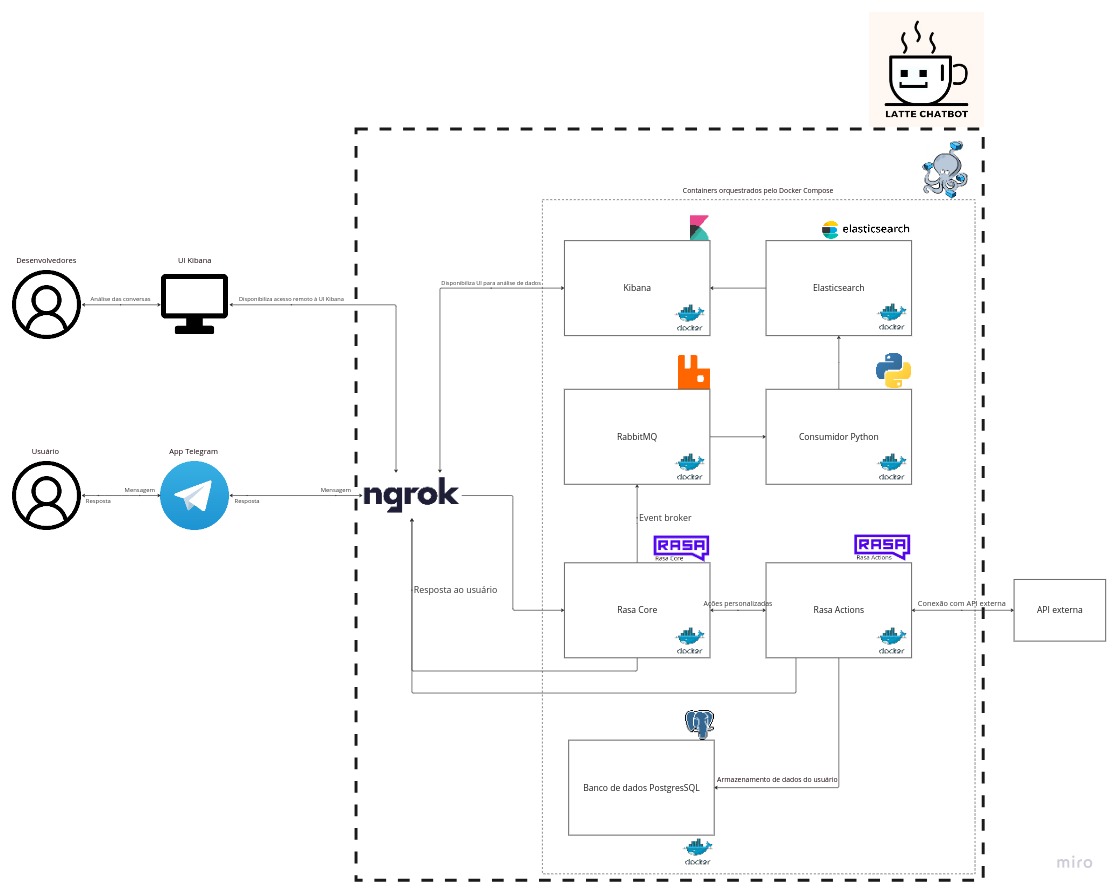 LATTE CHATBOT
Containers orquestrados pelo Docker Compose
elasticsearch
Desenvolvedores
UI Kibana
Análise das conversas
Disponibiliza acesso remoto à UI Kibana
Disponibiliza UI para análise de dados
Kibana
docker
Elasticsearch
docker
RabbitMQ
docker
Consumidor Python
docker
Usuário
App Telegram
Mensagem
Resposta
Mensagem
Resposta
ngrok
Event broker
RASA
Rasa Core
RASA
Rasa Actions
Resposta ao usuário
Rasa Core
docker
Ações personalizadas
Rasa Actions
docker
Conexão com API externa
API externa
Banco de dados PostgresSQL
docker
Armazenamento de dados do usuário
miro